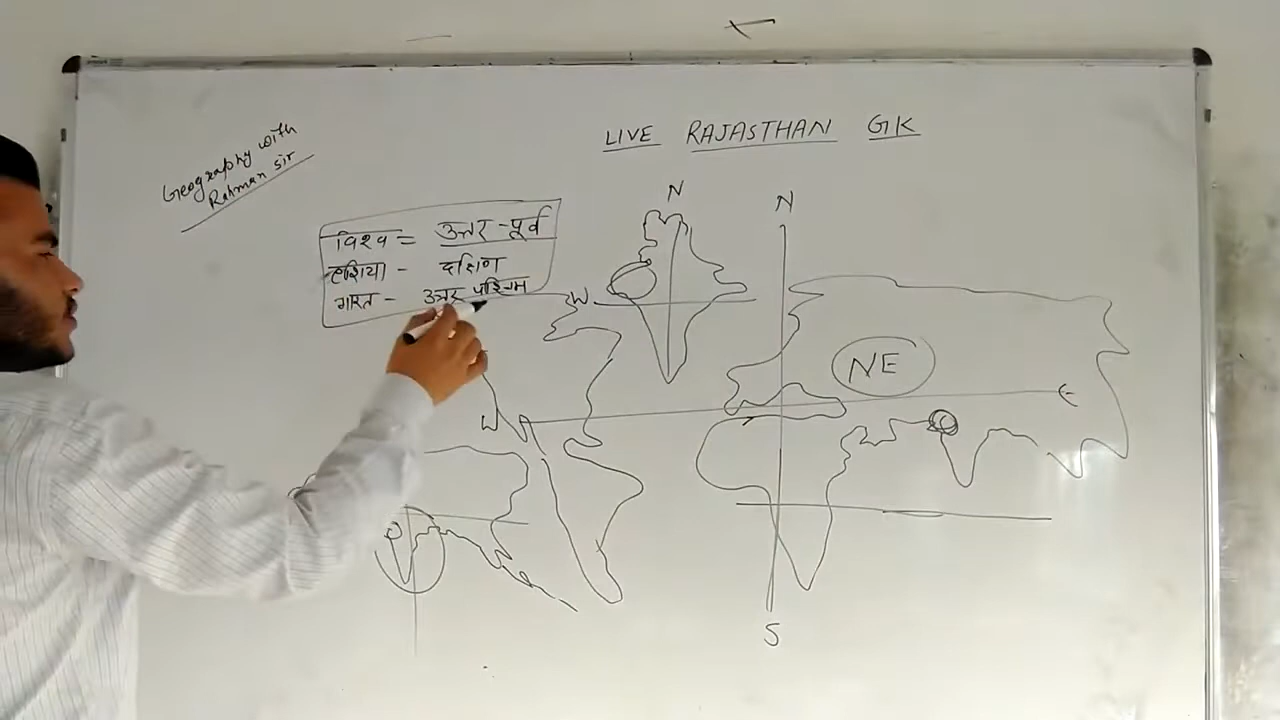 LIVE RAJASTHAN GK
Geography with
Rahman Sir
विश्व = उत्तर-पूर्व
एशिया - दक्षिण
भारत - उत्तर पश्चिम
N
N
W
NE
E
W
S